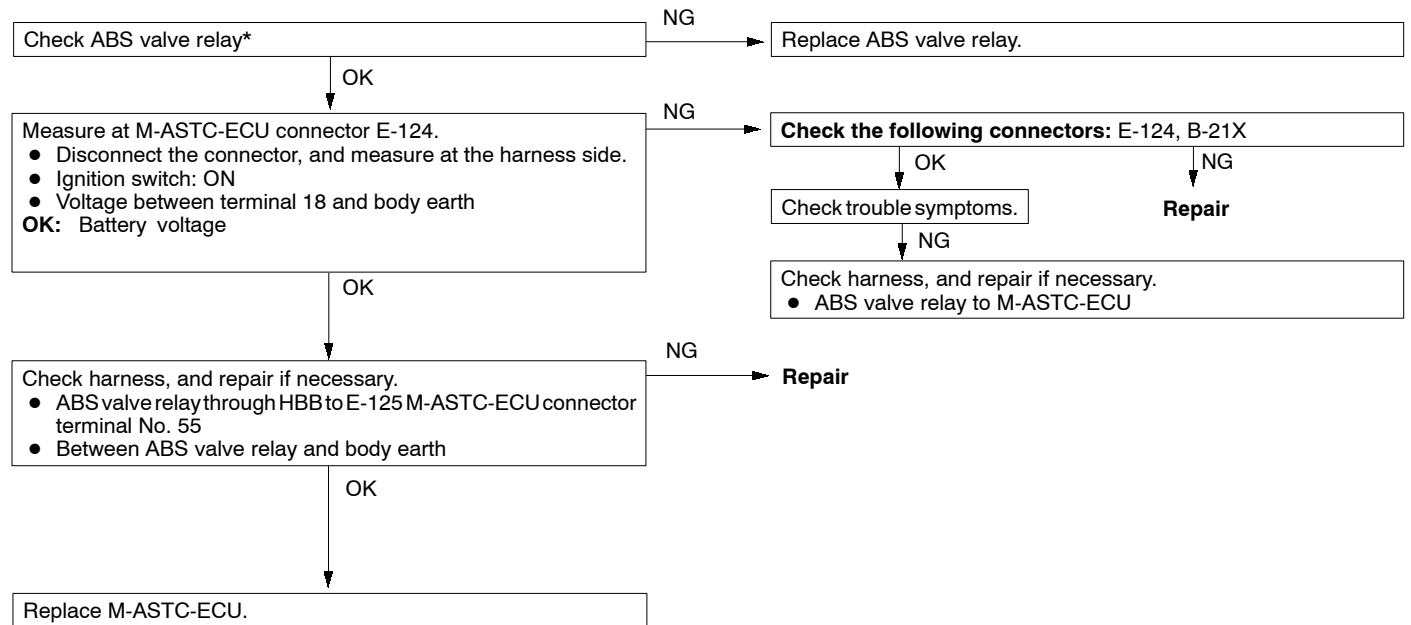 NG
Check ABS valve relay*
Replace ABS valve relay.
OK
NG
Measure at M-ASTC-ECU connector E-124.
● Disconnect the connector, and measure at the harness side.
● Ignition switch: ON
● Voltage between terminal 18 and body earth
OK: Battery voltage
Check the following connectors: E-124, B-21X
OK
NG
Check trouble symptoms.
Repair
NG
Check harness, and repair if necessary.
● ABS valve relay to M-ASTC-ECU
OK
NG
Check harness, and repair if necessary.
● ABS valve relay through HBB to E-125 M-ASTC-ECU connector
terminal No. 55
● Between ABS valve relay and body earth
Repair
OK
Replace M-ASTC-ECU.